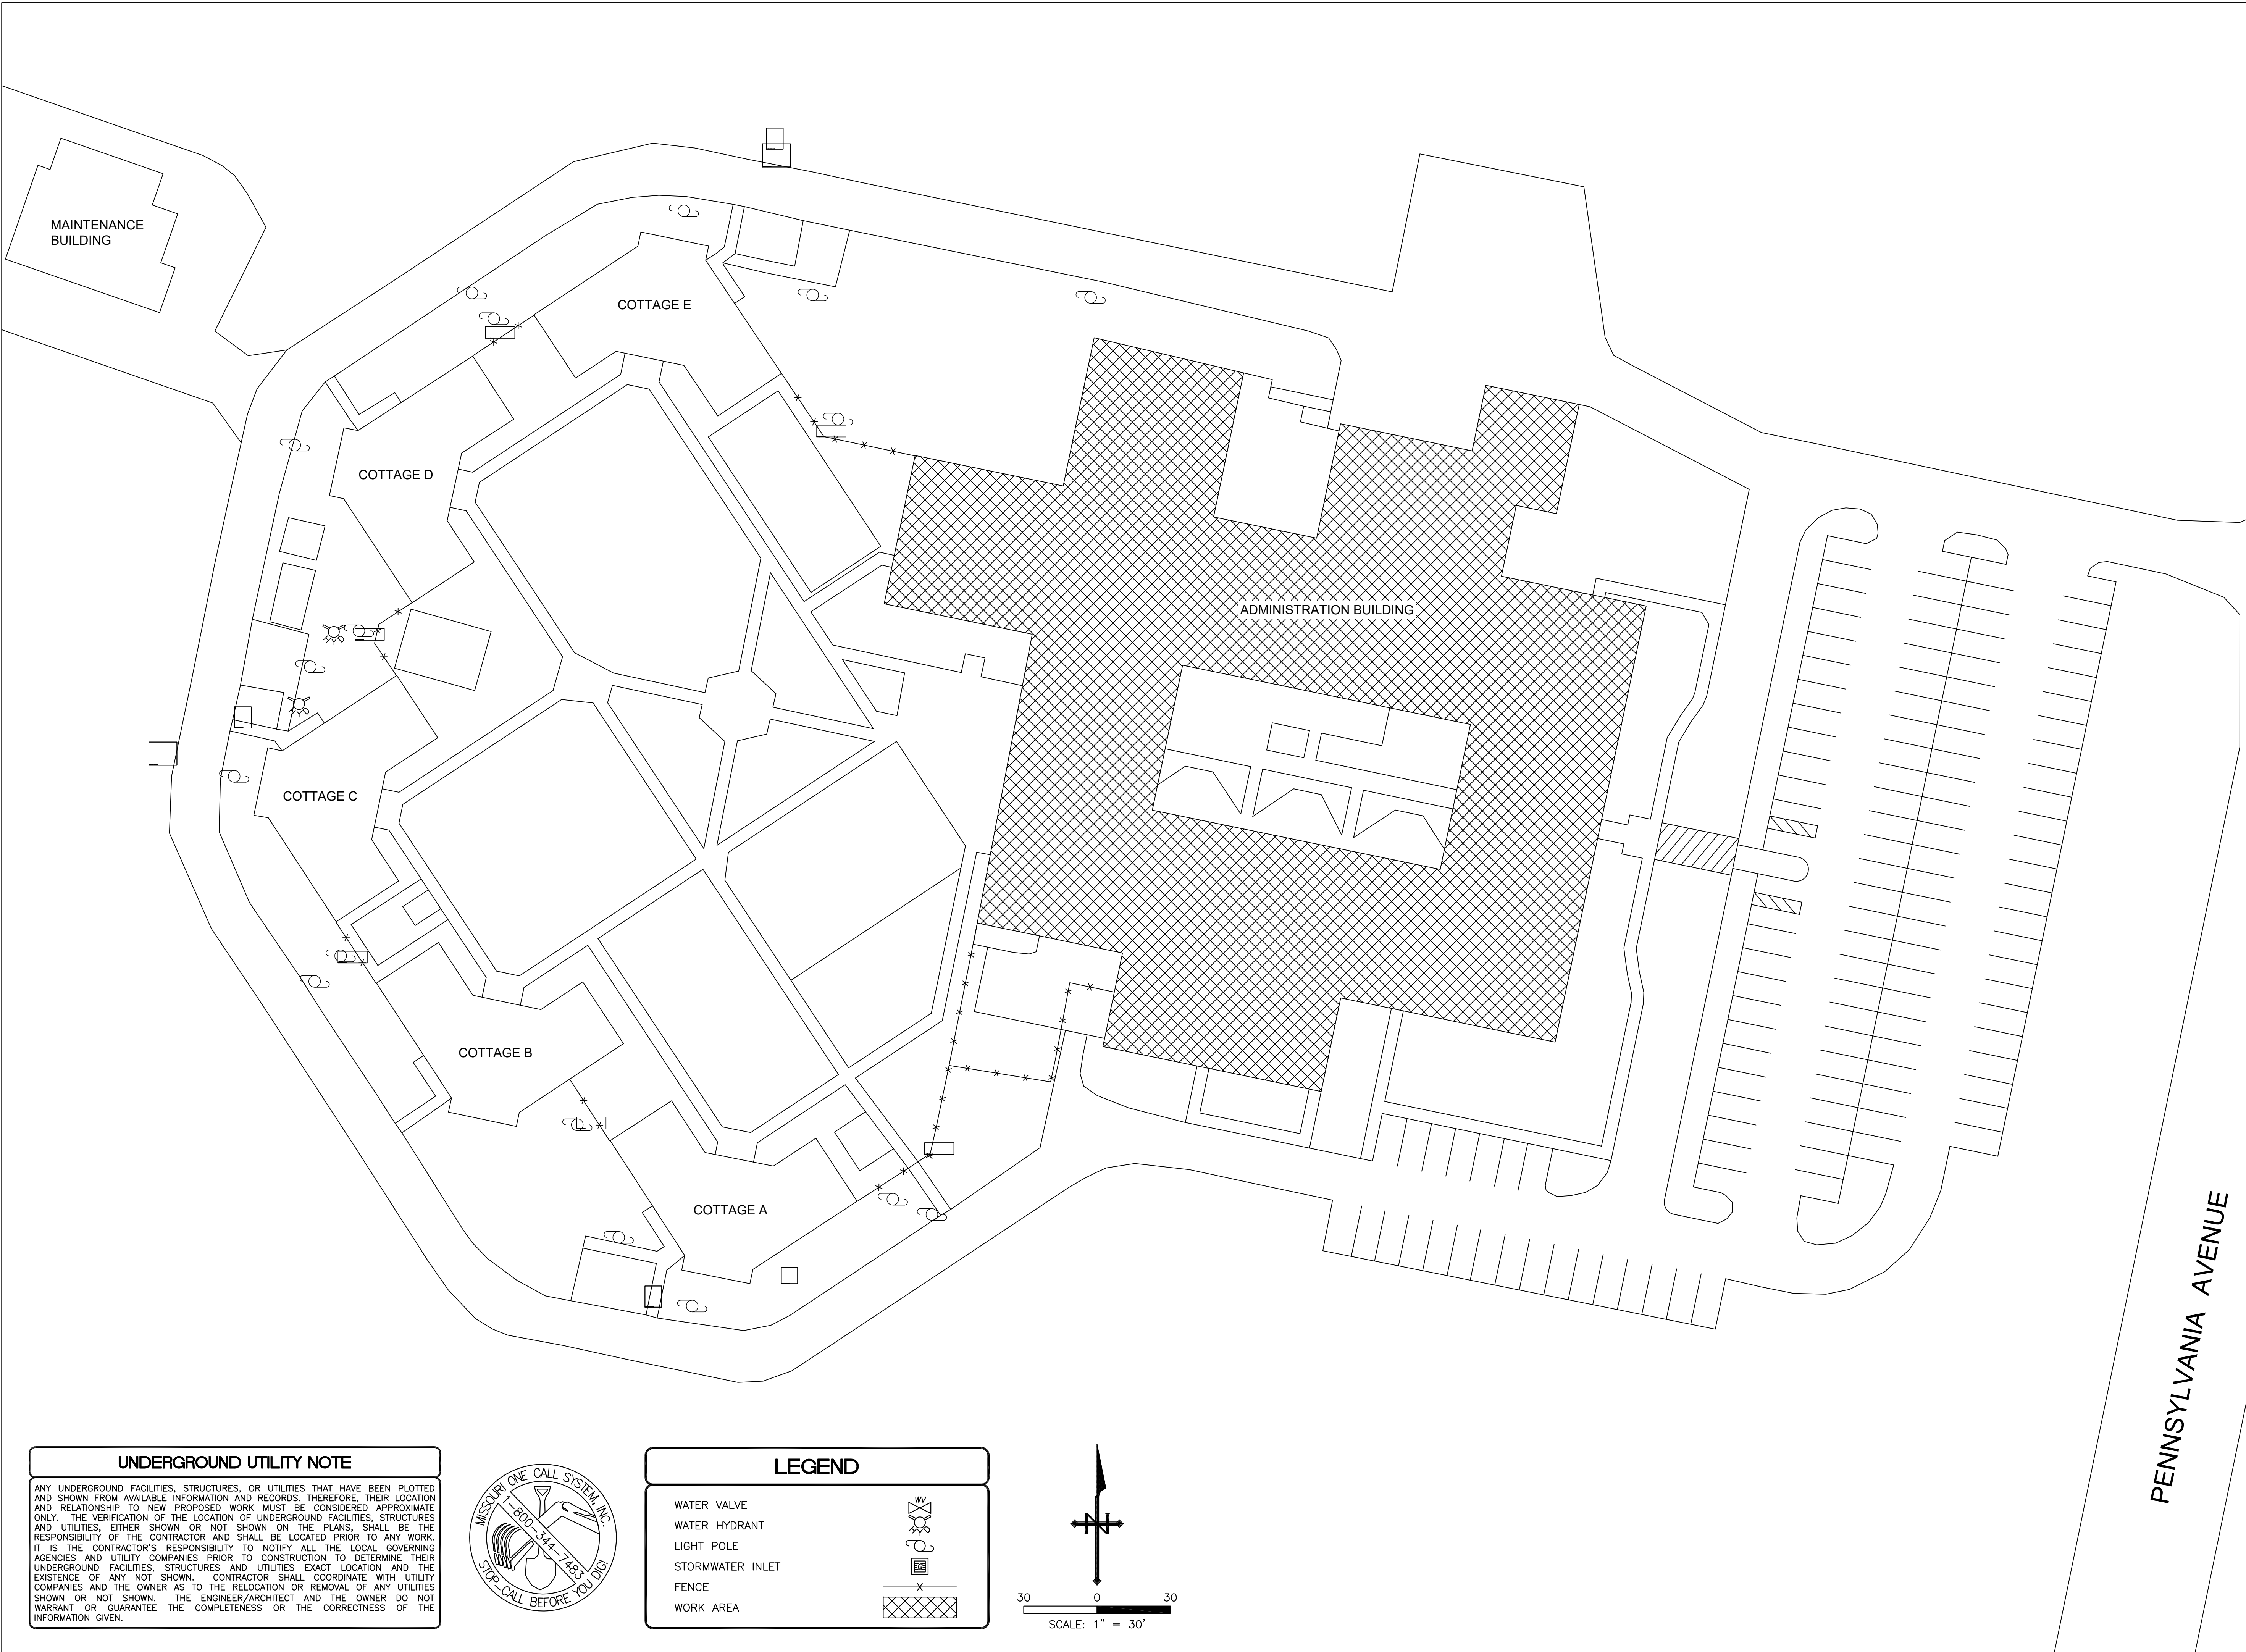 MAINTENANCE
BUILDING
COTTAGE E
COTTAGE D
ADMINISTRATION BUILDING
COTTAGE C
COTTAGE B
COTTAGE A
PENNSYLVANIA AVENUE
UNDERGROUND UTILITY NOTE
ANY UNDERGROUND FACILITIES, STRUCTURES, OR UTILITIES THAT HAVE BEEN PLOTTED
AND SHOWN FROM AVAILABLE INFORMATION AND RECORDS. THEREFORE, THEIR LOCATION
AND RELATIONSHIP TO NEW PROPOSED WORK MUST BE CONSIDERED APPROXIMATE
ONLY. THE VERIFICATION OF THE LOCATION OF UNDERGROUND FACILITIES, STRUCTURES
AND UTILITIES, EITHER SHOWN OR NOT SHOWN ON THE PLANS, SHALL BE THE
RESPONSIBILITY OF THE CONTRACTOR AND SHALL BE LOCATED PRIOR TO ANY WORK.
IT IS THE CONTRACTOR'S RESPONSIBILITY TO NOTIFY ALL THE LOCAL GOVERNING
AGENCIES AND UTILITY COMPANIES PRIOR TO CONSTRUCTION TO DETERMINE THEIR
UNDERGROUND FACILITIES, STRUCTURES AND UTILITIES EXACT LOCATION AND THE
EXISTENCE OF ANY NOT SHOWN. CONTRACTOR SHALL COORDINATE WITH UTILITY
COMPANIES AND THE OWNER AS TO THE RELOCATION OR REMOVAL OF ANY UTILITIES
SHOWN OR NOT SHOWN. THE ENGINEER/ARCHITECT AND THE OWNER DO NOT
WARRANT OR GUARANTEE THE COMPLETENESS OR THE CORRECTNESS OF THE
INFORMATION GIVEN.
MISSOURI ONE CALL SYSTEM, INC.
1-800-344-7483
STOP-CALL BEFORE YOU DIG!
LEGEND
WATER VALVE WV
WATER HYDRANT
LIGHT POLE
STORMWATER INLET
FENCE X
WORK AREA
N
30 0 30
SCALE: 1" = 30'